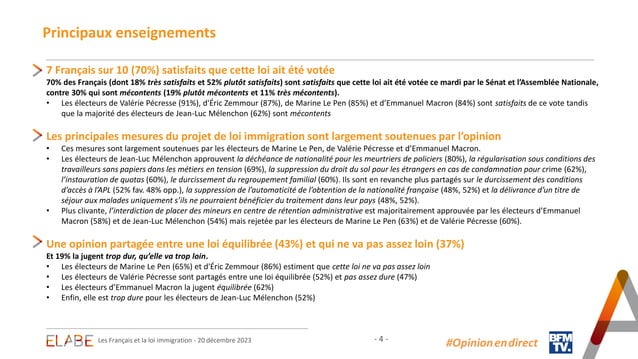 Principaux enseignements
7 Français sur 10 (70%) satisfaits que cette loi ait été votée
70% des Français (dont 18% très satisfaits et 52% plutôt satisfaits) sont satisfaits que cette loi ait été votée ce mardi par le Sénat et l'Assemblée Nationale,
contre 30% qui sont mécontents (19% plutôt mécontents et 11% très mécontents).
• Les électeurs de Valérie Pécresse (91%), d'Éric Zemmour (87%), de Marine Le Pen (85%) et d'Emmanuel Macron (84%) sont satisfaits de ce vote tandis
que la majorité des électeurs de Jean-Luc Mélenchon (62%) sont mécontents
Les principales mesures du projet de loi immigration sont largement soutenues par l'opinion
• Ces mesures sont largement soutenues par les électeurs de Marine Le Pen, de Valérie Pécresse et d'Emmanuel Macron.
• Les électeurs de Jean-Luc Mélenchon approuvent la déchéance de nationalité pour les meurtriers de policiers (80%), la régularisation sous conditions des
travailleurs sans papiers dans les métiers en tension (69%), la suppression du droit du sol pour les étrangers en cas de condamnation pour crime (62%),
l'instauration de quotas (60%), le durcissement du regroupement familial (60%). Ils sont en revanche plus partagés sur le durcissement des conditions
d'accès à l'APL (52% fav. 48% opp.), la suppression de l'automaticité de l'obtention de la nationalité française (48%, 52%) et la délivrance d'un titre de
séjour aux malades uniquement s'ils ne pourraient bénéficier du traitement dans leur pays (48%, 52%).
• Plus clivante, l'interdiction de placer des mineurs en centre de rétention administrative est majoritairement approuvée par les électeurs d'Emmanuel
Macron (58%) et de Jean-Luc Mélenchon (54%) mais rejetée par les électeurs de Marine Le Pen (63%) et de Valérie Pécresse (60%).
Une opinion partagée entre une loi équilibrée (43%) et qui ne va pas assez loin (37%)
Et 19% la jugent trop dur, qu'elle va trop loin.
• Les électeurs de Marine Le Pen (65%) et d'Éric Zemmour (86%) estiment que cette loi ne va pas assez loin
• Les électeurs de Valérie Pécresse sont partagés entre une loi équilibrée (52%) et pas assez dure (47%)
• Les électeurs d'Emmanuel Macron la jugent équilibrée (62%)
• Enfin, elle est trop dure pour les électeurs de Jean-Luc Mélenchon (52%)
ELABE Les Français et la loi immigration - 20 décembre 2023
- 4 -
#Opinionendirect
BFM
TV.